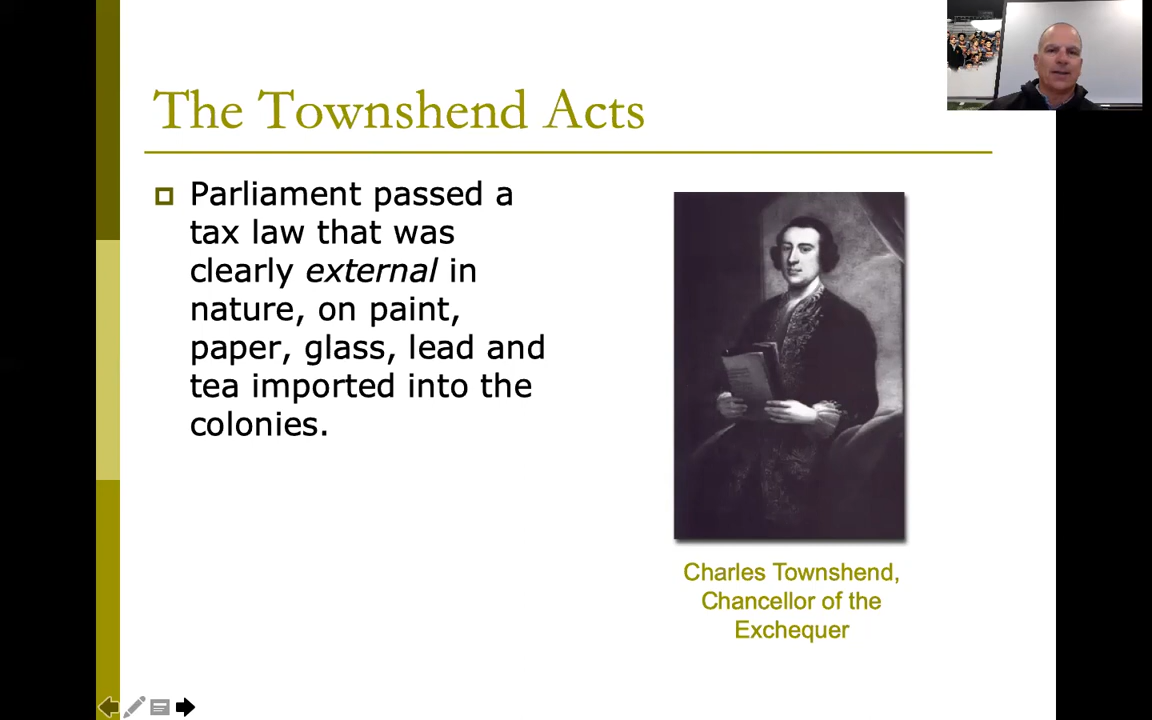 The Townshend Acts
Parliament passed a
tax law that was
clearly external in
nature, on paint,
paper, glass, lead and
tea imported into the
colonies.
Charles Townshend,
Chancellor of the
Exchequer